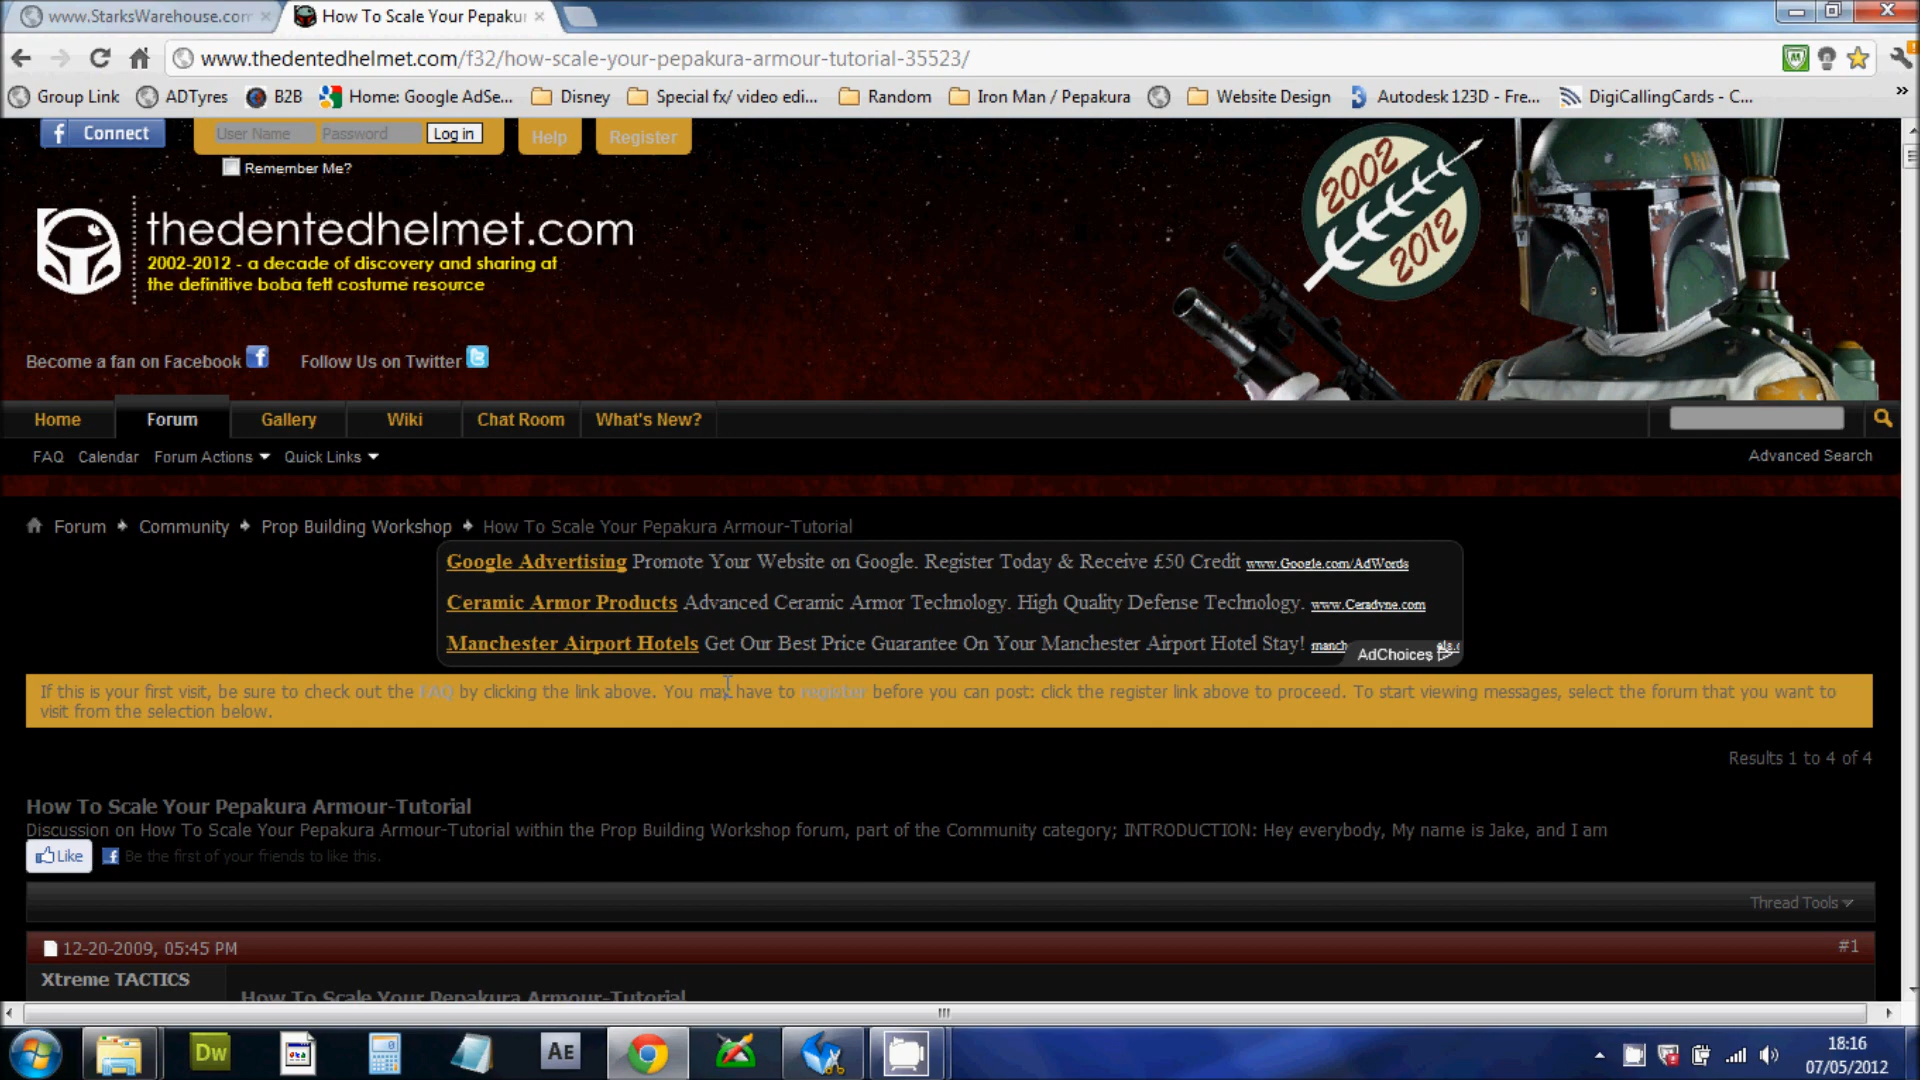 www.StarksWarehouse.com
How To Scale Your Pepaku
www.thedentedhelmet.com/f32/how-scale-your-pepakura-armour-tutorial-35523/
Group Link
ADTyres
B2B
Home: Google AdSe...
Disney
Special fx/ video edi...
Random
Iron Man / Pepakura
Website Design
Autodesk 123D - Fre...
DigiCallingCards - C...
f Connect
User Name
Password
Log in
Help
Register
Remember Me?
2002
2012
thedentedhelmet.com
2002-2012 - a decade of discovery and sharing at
the definitive boba fett costume resource
Become a fan on Facebook
Follow Us on Twitter
Home
Forum
Gallery
Wiki
Chat Room
What's New?
FAQ
Calendar
Forum Actions
Quick Links
Advanced Search
Forum
Community
Prop Building Workshop
How To Scale Your Pepakura Armour-Tutorial
Google Advertising Promote Your Website on Google. Register Today & Receive £50 Credit www.Google.com/AdWords
Ceramic Armor Products Advanced Ceramic Armor Technology. High Quality Defense Technology. www.Ceradyne.com
Manchester Airport Hotels Get Our Best Price Guarantee On Your Manchester Airport Hotel Stay! manch
AdChoices
If this is your first visit, be sure to check out the FAQ by clicking the link above. You may have to register before you can post: click the register link above to proceed. To start viewing messages, select the forum that you want to
visit from the selection below.
Results 1 to 4 of 4
How To Scale Your Pepakura Armour-Tutorial
Discussion on How To Scale Your Pepakura Armour-Tutorial within the Prop Building Workshop forum, part of the Community category; INTRODUCTION: Hey everybody, My name is Jake, and I am
Like
Be the first of your friends to like this.
Thread Tools
12-20-2009, 05:45 PM
#1
Xtreme TACTICS
How To Scale Your Pepakura Armour-Tutorial
Dw
AE
18:16
07/05/2012